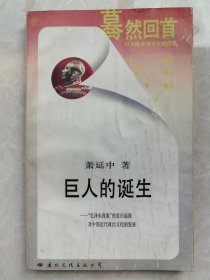 蓦然回首
萧延中 著
巨人的诞生
——“毛泽东现象”的意识起源
及中国近代政治文化的发展
国际文化出版公司